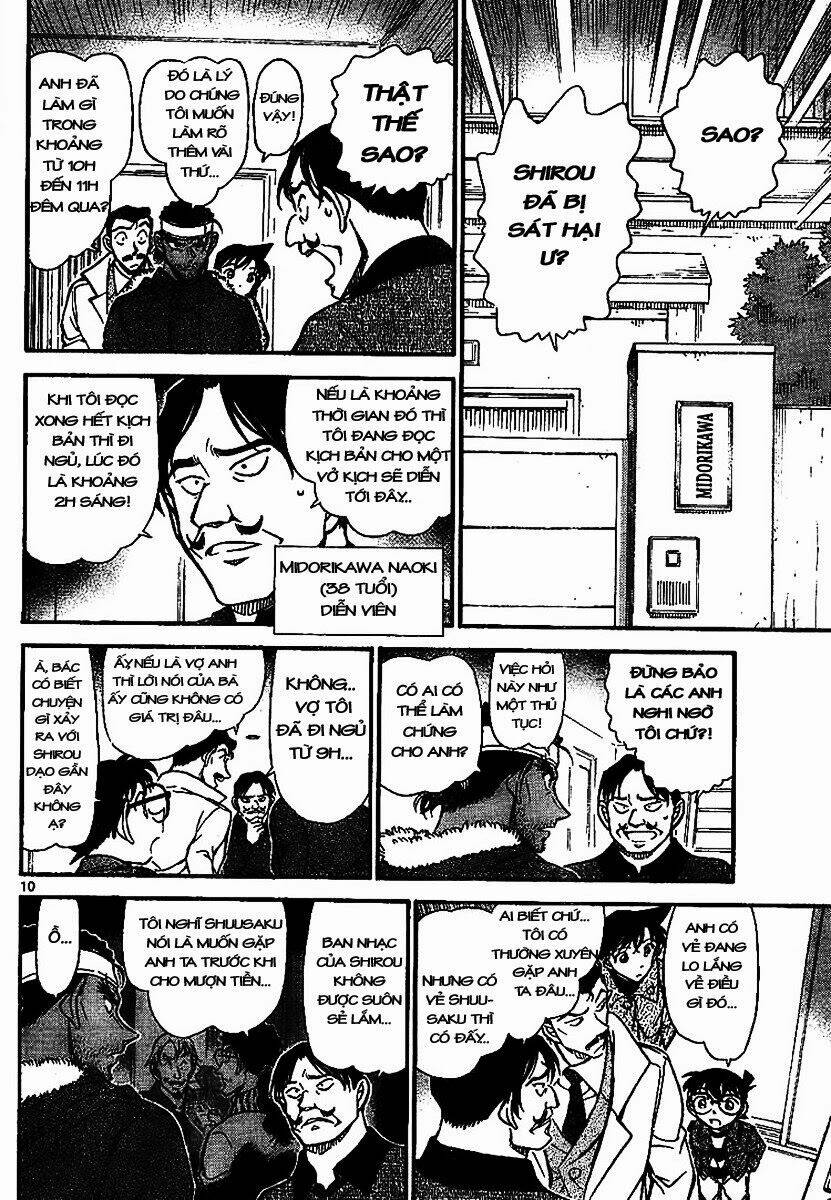 SAO?
SHIROU
ĐÃ BỊ
SÁT HẠI
Ư?
MIDORIKAWA
THẬT
THẾ
SAO?
ĐÚNG
VẬY!
ĐÓ LÀ LÝ
DO CHÚNG
TÔI MUỐN
LÀM RÕ
THÊM VÀI
THỨ...
ANH ĐÃ
LÀM GÌ
TRONG
KHOẢNG
TỪ 10H
ĐẾN 11H
ĐÊM QUA?
NẾU LÀ KHOẢNG
THỜI GIAN ĐÓ THÌ
TÔI ĐANG ĐỌC
KỊCH BẢN CHO MỘT
VỞ KỊCH SẼ DIỄN
TỚI ĐÂY...
KHI TÔI ĐỌC
XONG HẾT KỊCH
BẢN THÌ ĐI
NGỦ, LÚC ĐÓ
LÀ KHOẢNG
2H SÁNG!
MIDORIKAWA NAOKI
(38 TUỔI)
DIỄN VIÊN
ĐỪNG BẢO
LÀ CÁC ANH
NGHI NGỜ
TÔI CHỨ?!
VIỆC HỎI
NÀY NHƯ
MỘT THỦ
TỤC!
CÓ AI CÓ
THỂ LÀM
CHỨNG
CHO ANH?
KHÔNG..
VỢ TÔI
ĐÃ ĐI NGỦ
TỪ 9H...
ẤY, NẾU LÀ VỢ ANH
THÌ LỜI NÓI CỦA BÀ
ẤY CŨNG KHÔNG CÓ
GIÁ TRỊ ĐÂU...
À, BÁC
CÓ BIẾT
CHUYỆN
GÌ XẢY
RA VỚI
SHIROU
DẠO GẦN
ĐÂY
KHÔNG
Ạ?
10
ANH CÓ
VẺ ĐANG
LO LẮNG
VỀ ĐIỀU
GÌ ĐÓ...
AI BIẾT CHỨ...
TÔI CÓ
THƯỜNG XUYÊN
GẶP ANH
TA ĐÂU...
NHƯNG CÓ
VẺ SHUU-
SAKU THÌ
CÓ ĐẤY...
BAN NHẠC
CỦA SHIROU
KHÔNG
ĐƯỢC SUÔN
SẺ LẮM...
TÔI NGHĨ SHUUSAKU
NÓI LÀ MUỐN GẶP
ANH TA TRƯỚC KHI
CHO MƯỢN TIỀN...
Ồ...